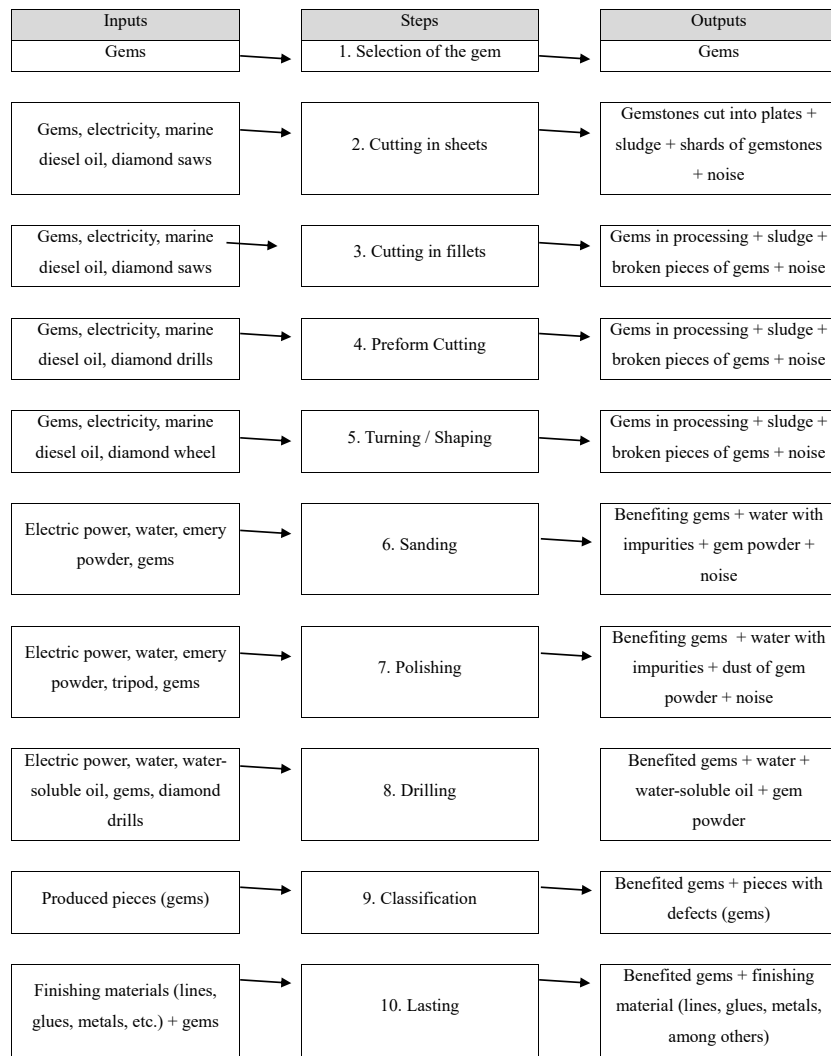 Inputs
Steps
Outputs
Gems
1. Selection of the gem
Gems
Gems, electricity, marine
diesel oil, diamond saws
2. Cutting in sheets
Gemstones cut into plates +
sludge + shards of gemstones
+ noise
Gems, electricity, marine
diesel oil, diamond saws
3. Cutting in fillets
Gems in processing + sludge +
broken pieces of gems + noise
Gems, electricity, marine
diesel oil, diamond drills
4. Preform Cutting
Gems in processing + sludge +
broken pieces of gems + noise
Gems, electricity, marine
diesel oil, diamond wheel
5. Turning / Shaping
Gems in processing + sludge +
broken pieces of gems + noise
Electric power, water, emery
powder, gems
6. Sanding
Benefiting gems + water with
impurities + gem powder +
noise
Electric power, water, emery
powder, tripod, gems
7. Polishing
Benefiting gems + water with
impurities + dust of gem
powder + noise
Electric power, water, water-
soluble oil, gems, diamond
drills
8. Drilling
Benefited gems + water +
water-soluble oil + gem
powder
Produced pieces (gems)
9. Classification
Benefited gems + pieces with
defects (gems)
Finishing materials (lines,
glues, metals, etc.) + gems
10. Lasting
Benefited gems + finishing
material (lines, glues, metals,
among others)